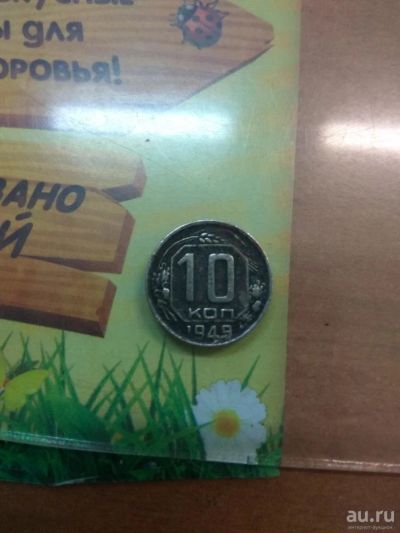 ы для
оровья!
ВАНО
Й
10
КОП
1949
au.ru
интернет-аукцион